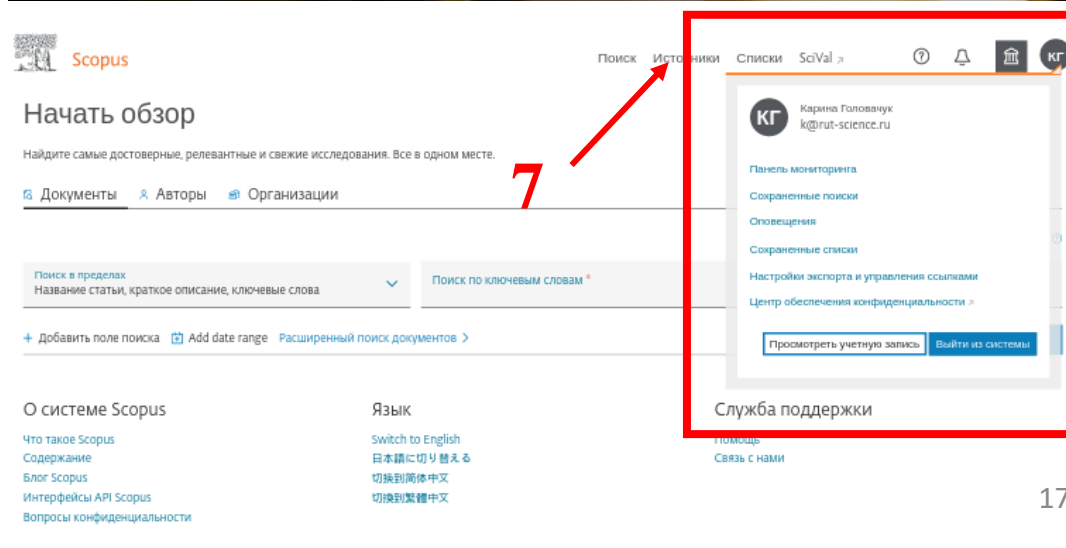 Scopus
Поиск Источники Списки SciVal
КГ
Начать обзор
КГ
Карина Головачук
k@rut-science.ru
Найдите самые достоверные, релевантные и свежие исследования. Все в одном месте.
7
Панель мониторинга
Документы Авторы Организации
Сохраненные поиски
Оповещения
Сохраненные списки
Поиск в пределах
Название статьи, краткое описание, ключевые слова
Поиск по ключевым словам *
Настройки экспорта и управления ссылками
Центр обеспечения конфиденциальности
+ Добавить поле поиска Add date range Расширенный поиск документов >
Просмотреть учетную запись Выйти из системы
О системе Scopus
Что такое Scopus
Содержание
Блог Scopus
Интерфейсы API Scopus
Вопросы конфиденциальности
Язык
Switch to English
日本語に切り替える
切换到简体中文
切換到繁體中文
Служба поддержки
Помощь
Связь с нами
17